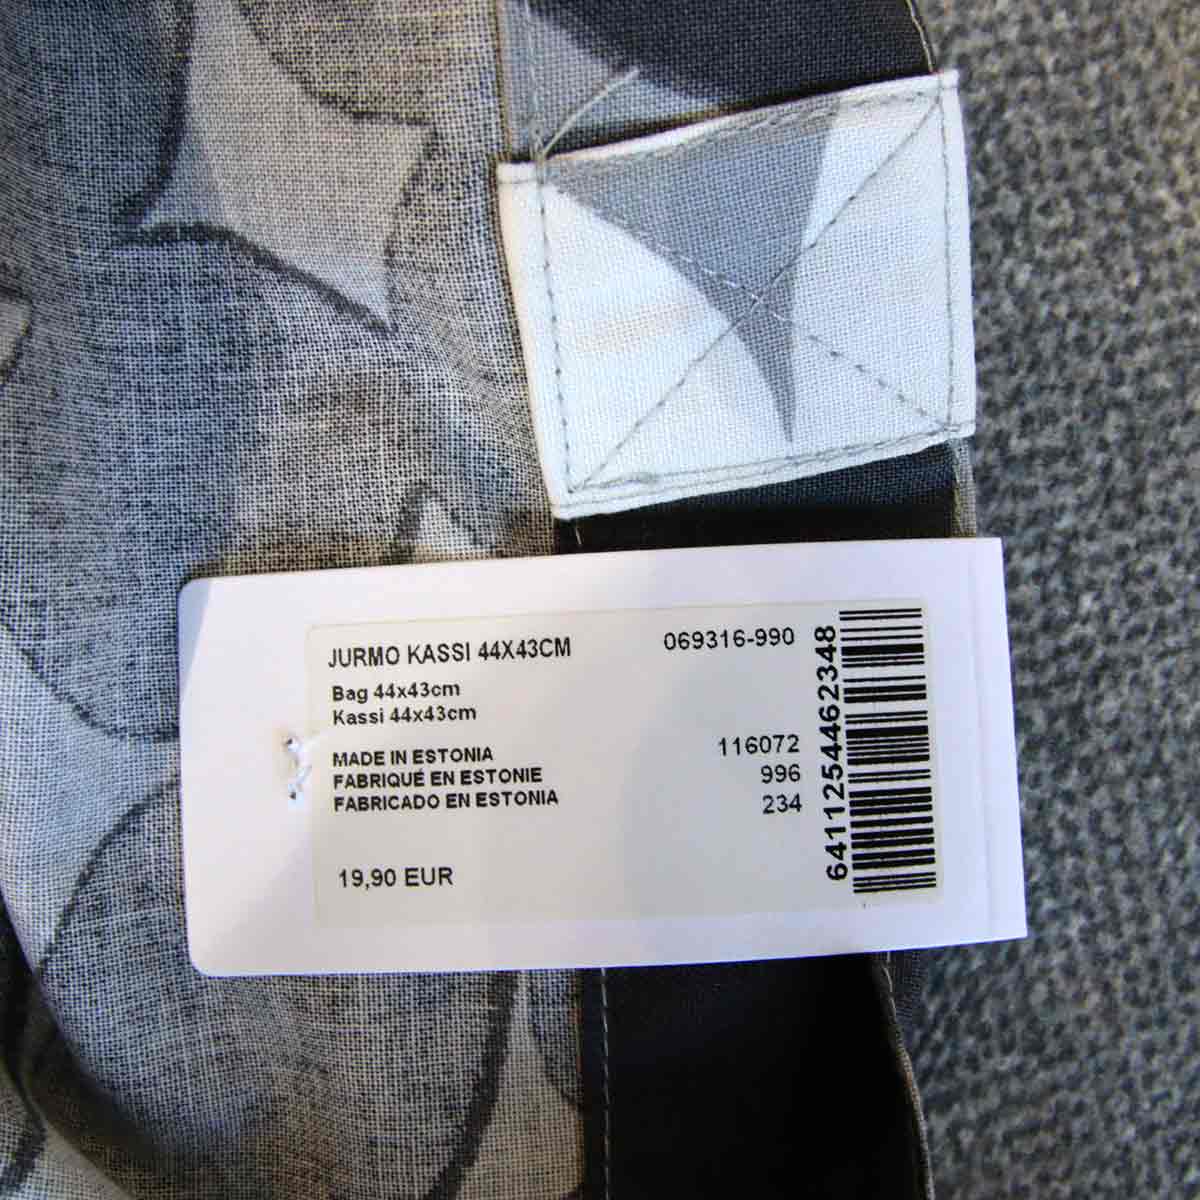 JURMO KASSI 44X43CM 069316-990
Bag 44x43cm
Kassi 44x43cm
MADE IN ESTONIA 116072
FABRIQUÉ EN ESTONIE 996
FABRICADO EN ESTONIA 234
19,90 EUR
6411254462348